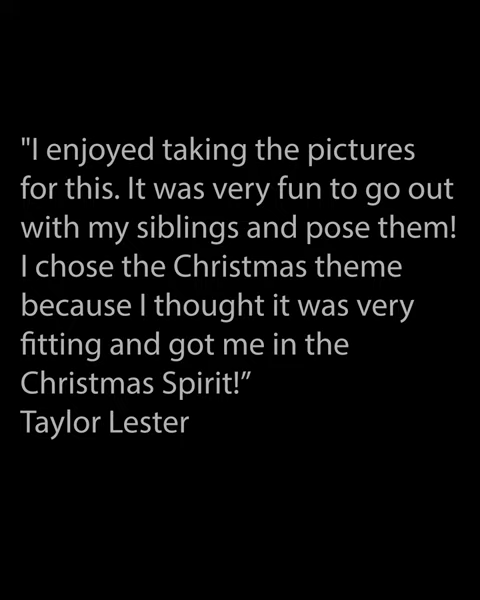 "I enjoyed taking the pictures
for this. It was very fun to go out
with my siblings and pose them!
I chose the Christmas theme
because I thought it was very
fitting and got me in the
Christmas Spirit!”
Taylor Lester